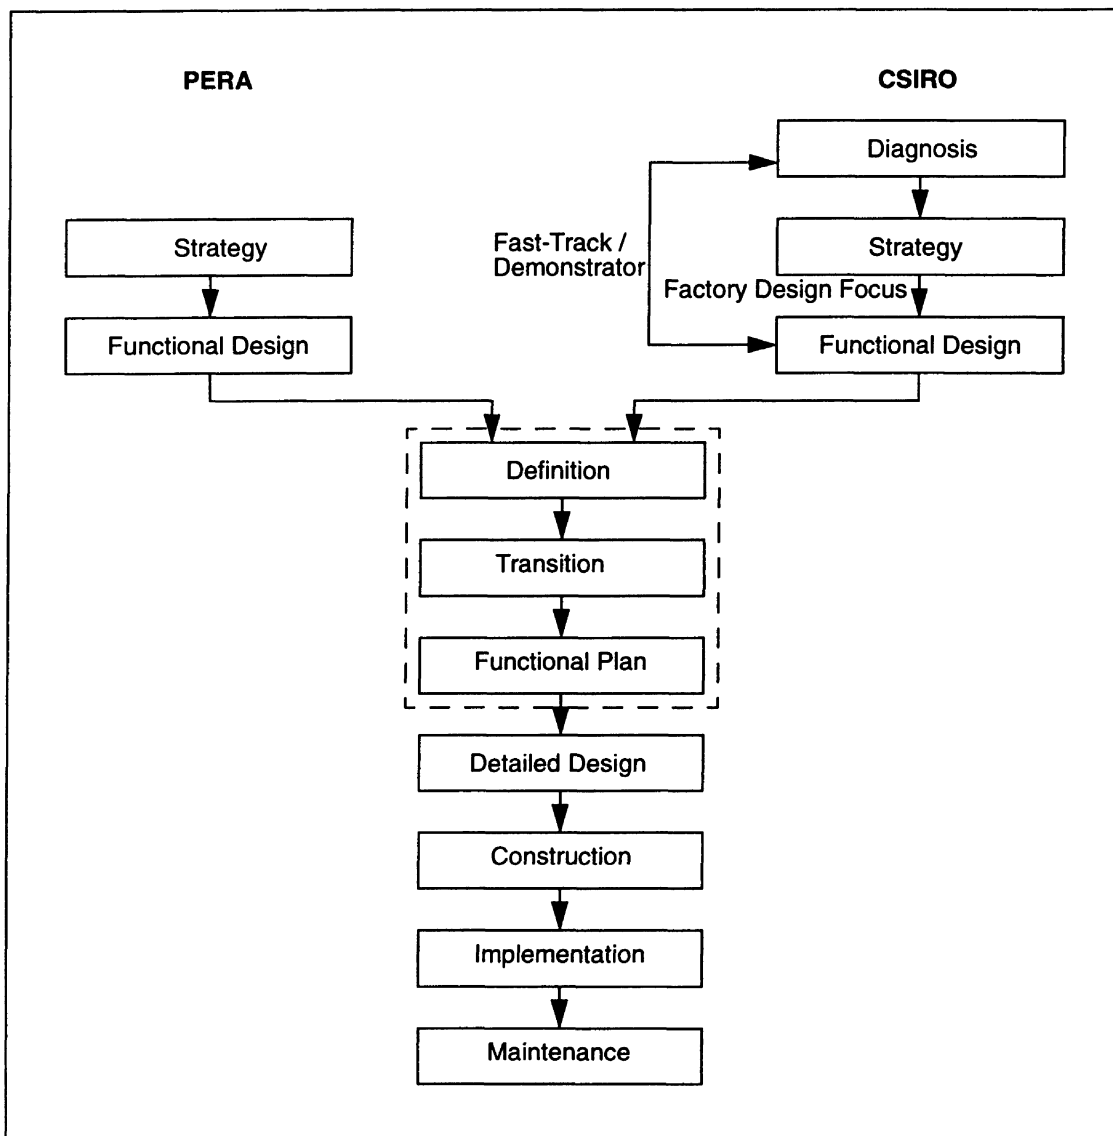 PERA
CSIRO
Diagnosis
Strategy
Fast-Track /
Demonstrator
Strategy
Factory Design Focus
Functional Design
Functional Design
Definition
Transition
Functional Plan
Detailed Design
Construction
Implementation
Maintenance